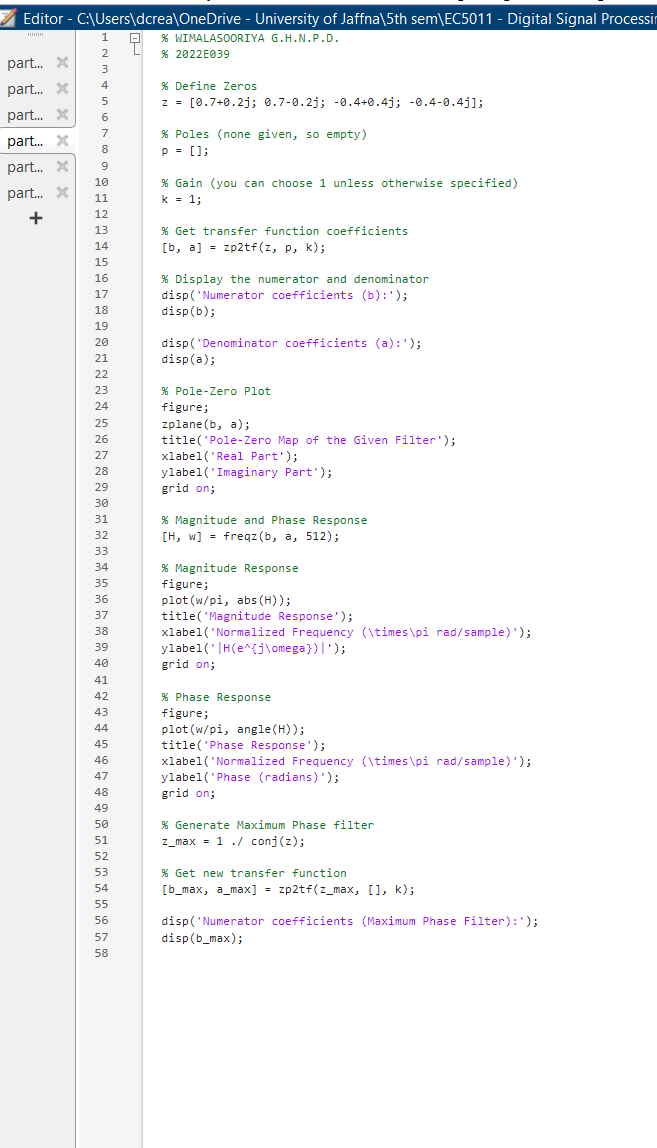 Editor - C:\Users\dcrea\OneDrive - University of Jaffna\5th sem\EC5011 - Digital Signal Processin
part...
part...
part...
part...
part...
part...
+
1 % WIMALASOORIYA G.H.N.P.D.
2 % 2022E039
3
4 % Define Zeros
5 z = [0.7+0.2j; 0.7-0.2j; -0.4+0.4j; -0.4-0.4j];
6
7 % Poles (none given, so empty)
8 p = [];
9
10 % Gain (you can choose 1 unless otherwise specified)
11 k = 1;
12
13 % Get transfer function coefficients
14 [b, a] = zp2tf(z, p, k);
15
16 % Display the numerator and denominator
17 disp('Numerator coefficients (b):');
18 disp(b);
19
20 disp('Denominator coefficients (a):');
21 disp(a);
22
23 % Pole-Zero Plot
24 figure;
25 zplane(b, a);
26 title('Pole-Zero Map of the Given Filter');
27 xlabel('Real Part');
28 ylabel('Imaginary Part');
29 grid on;
30
31 % Magnitude and Phase Response
32 [H, w] = freqz(b, a, 512);
33
34 % Magnitude Response
35 figure;
36 plot(w/pi, abs(H));
37 title('Magnitude Response');
38 xlabel('Normalized Frequency (\times\pi rad/sample)');
39 ylabel('|H(e^{j\omega})|');
40 grid on;
41
42 % Phase Response
43 figure;
44 plot(w/pi, angle(H));
45 title('Phase Response');
46 xlabel('Normalized Frequency (\times\pi rad/sample)');
47 ylabel('Phase (radians)');
48 grid on;
49
50 % Generate Maximum Phase filter
51 z_max = 1 ./ conj(z);
52
53 % Get new transfer function
54 [b_max, a_max] = zp2tf(z_max, [], k);
55
56 disp('Numerator coefficients (Maximum Phase Filter):');
57 disp(b_max);
58